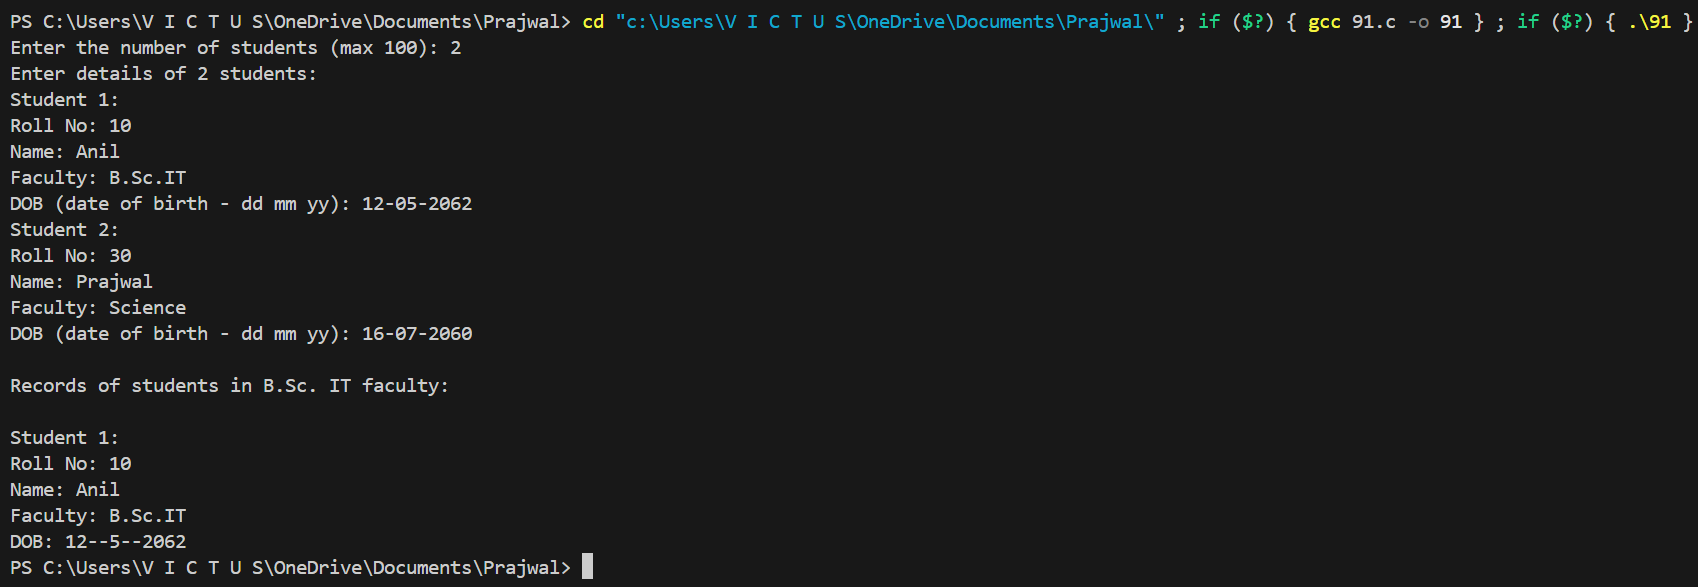 PS C:\Users\V I C T U S\OneDrive\Documents\Prajwal> cd "c:\Users\V I C T U S\OneDrive\Documents\Prajwal\" ; if ($?) { gcc 91.c -o 91 } ; if ($?) { .\91 }
Enter the number of students (max 100): 2
Enter details of 2 students:
Student 1:
Roll No: 10
Name: Anil
Faculty: B.Sc.IT
DOB (date of birth - dd mm yy): 12-05-2062
Student 2:
Roll No: 30
Name: Prajwal
Faculty: Science
DOB (date of birth - dd mm yy): 16-07-2060
Records of students in B.Sc. IT faculty:
Student 1:
Roll No: 10
Name: Anil
Faculty: B.Sc.IT
DOB: 12--5--2062
PS C:\Users\V I C T U S\OneDrive\Documents\Prajwal>